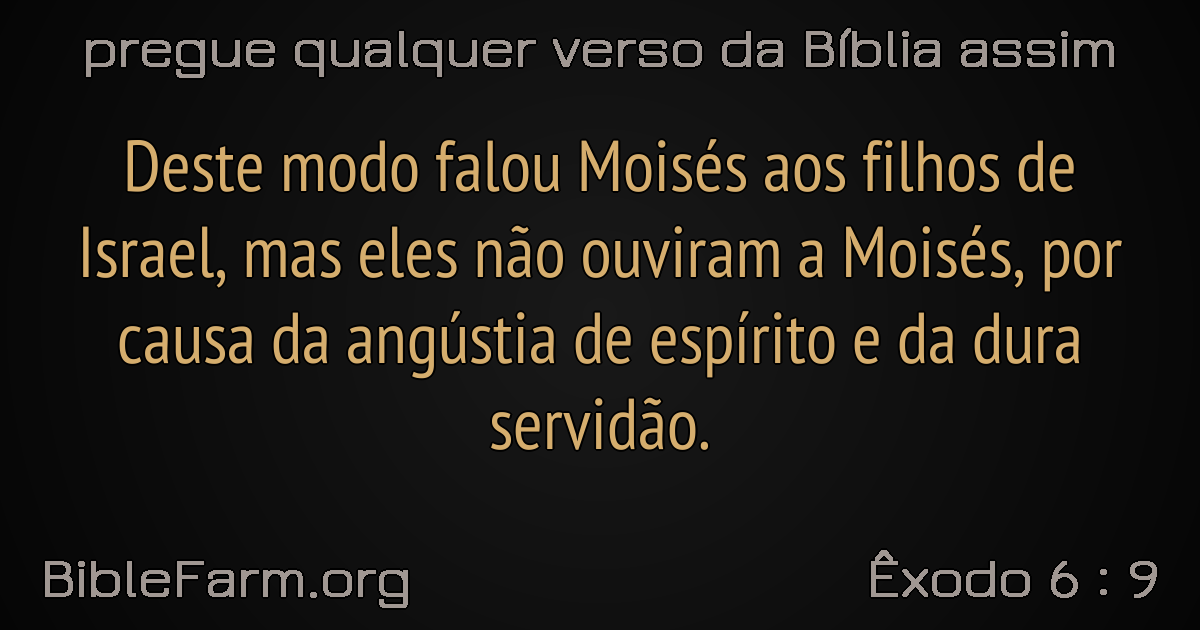 pregue qualquer verso da Bíblia assim
Deste modo falou Moisés aos filhos de
Israel, mas eles não ouviram a Moisés, por
causa da angústia de espírito e da dura
servidão.
BibleFarm.org
Êxodo 6 : 9